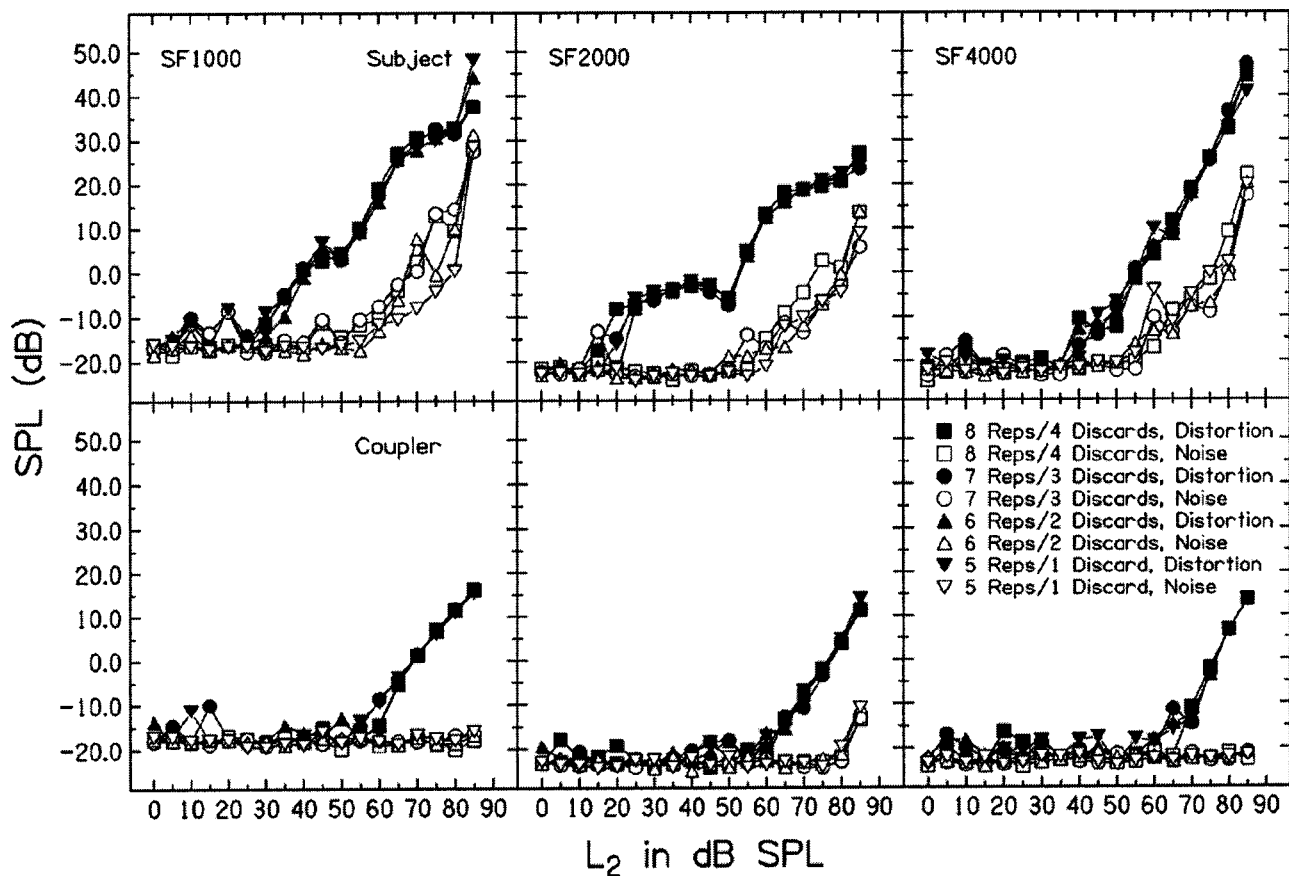 SF1000 Subject
SF2000
SF4000
50.0
40.0
30.0
20.0
10.0
0.0
-10.0
-20.0
SPL (dB)
Coupler
50.0
40.0
30.0
20.0
10.0
0.0
-10.0
-20.0
8 Reps/4 Discards, Distortion
8 Reps/4 Discards, Noise
7 Reps/3 Discards, Distortion
7 Reps/3 Discards, Noise
6 Reps/2 Discards, Distortion
6 Reps/2 Discards, Noise
5 Reps/1 Discard, Distortion
5 Reps/1 Discard, Noise
0 10 20 30 40 50 60 70 80 90
0 10 20 30 40 50 60 70 80 90
0 10 20 30 40 50 60 70 80 90
L2 in dB SPL